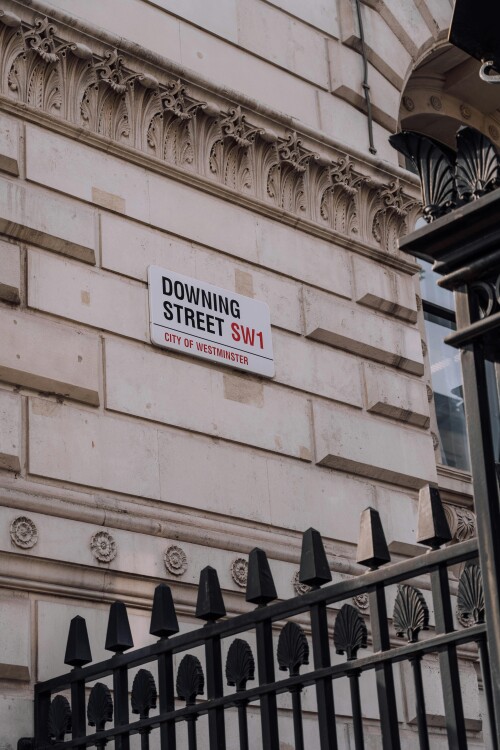 DOWNING
STREET SW1
CITY OF WESTMINSTER